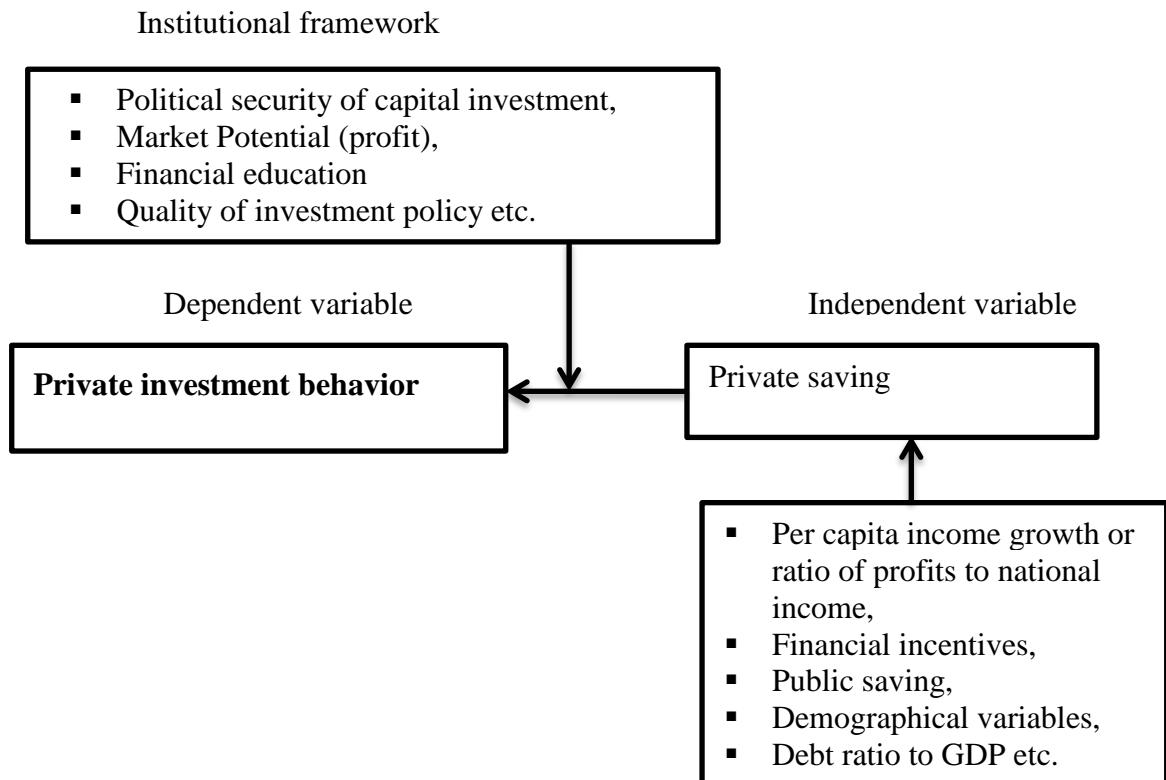 Institutional framework
▪ Political security of capital investment,
▪ Market Potential (profit),
▪ Financial education
▪ Quality of investment policy etc.
Dependent variable
Independent variable
Private investment behavior
Private saving
▪ Per capita income growth or
ratio of profits to national
income,
▪ Financial incentives,
▪ Public saving,
▪ Demographical variables,
▪ Debt ratio to GDP etc.